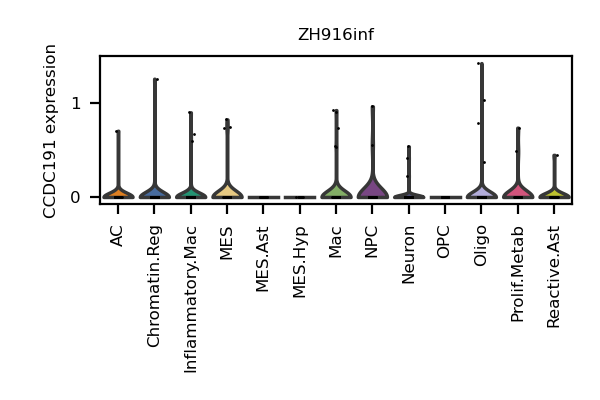 ZH916inf
CCDC191 expression
1
0
AC
Chromatin.Reg
Inflammatory.Mac
MES
MES.Ast
MES.Hyp
Mac
NPC
Neuron
OPC
Oligo
Prolif.Metab
Reactive.Ast